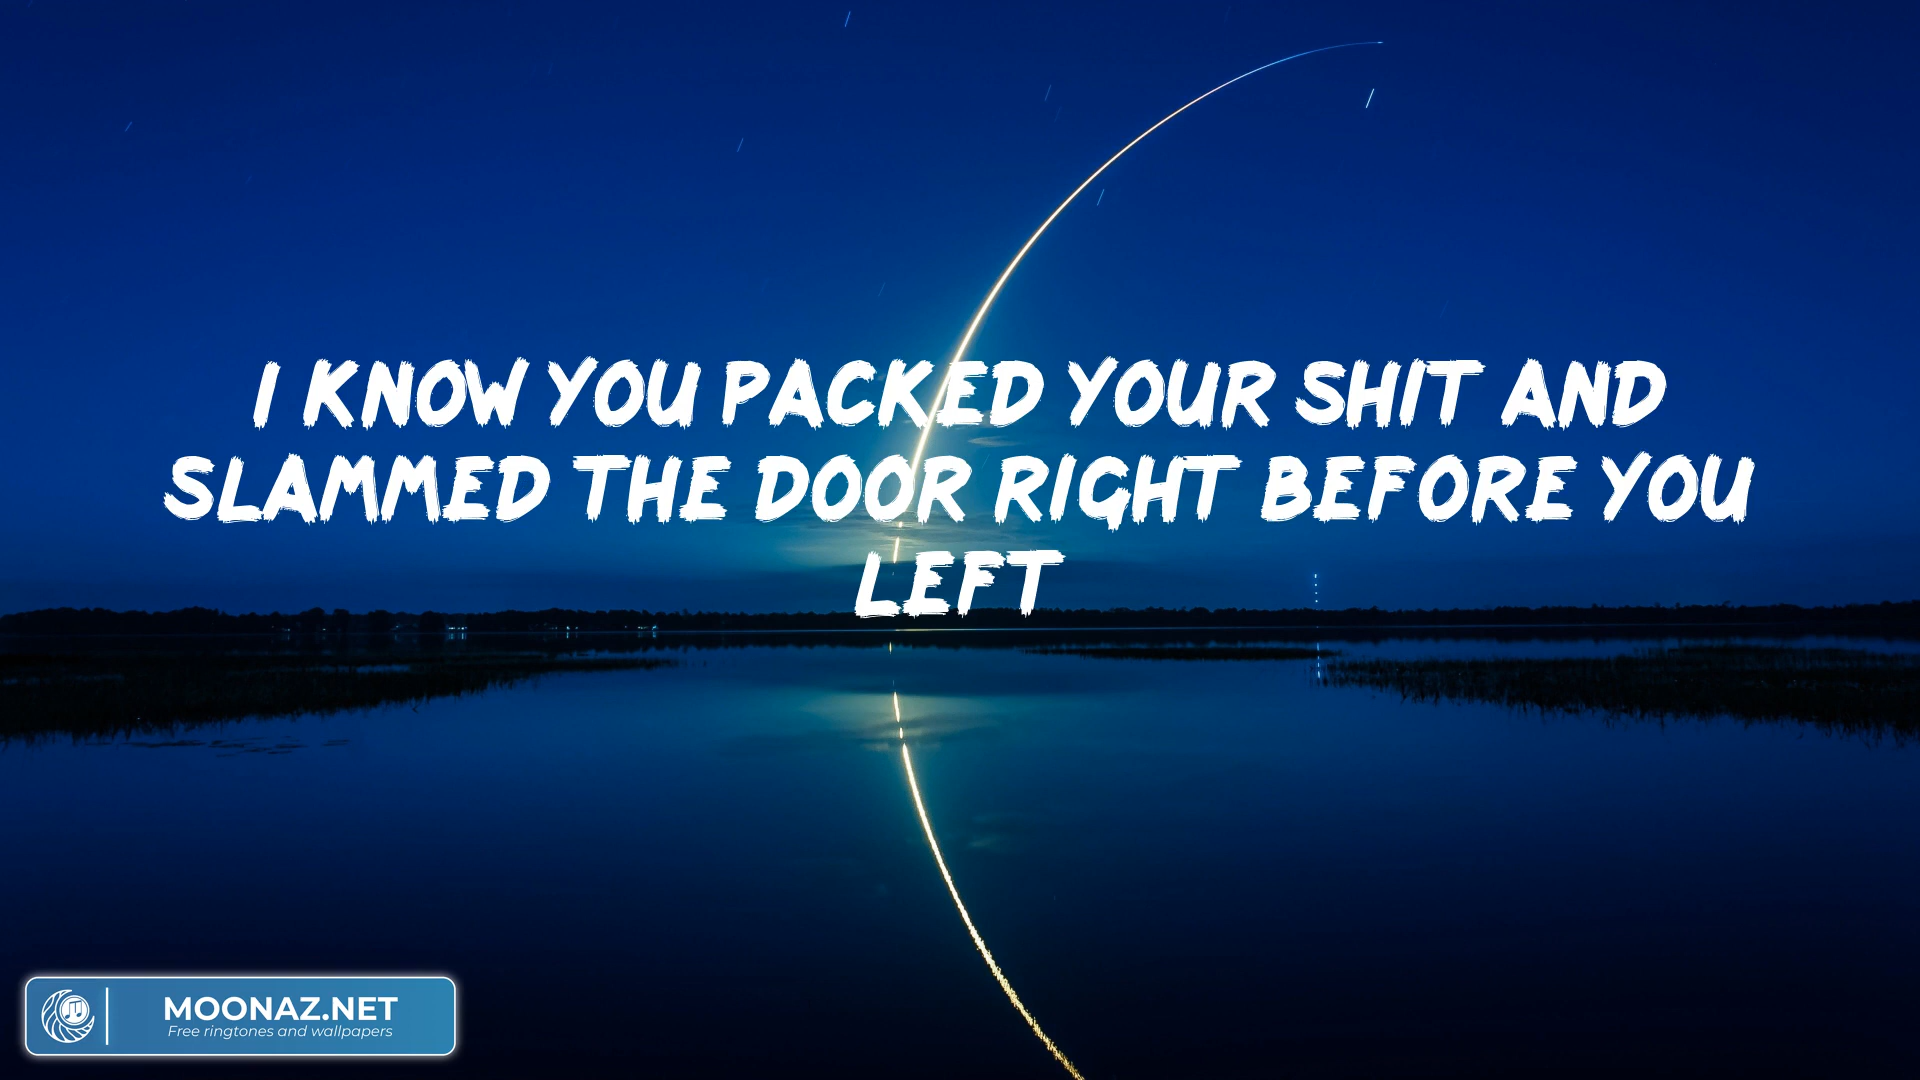 I KNOW YOU PACKED YOUR SHIT AND
SLAMMED THE DOOR RIGHT BEFORE YOU
LEFT
MOONAZ.NET
Free ringtones and wallpapers